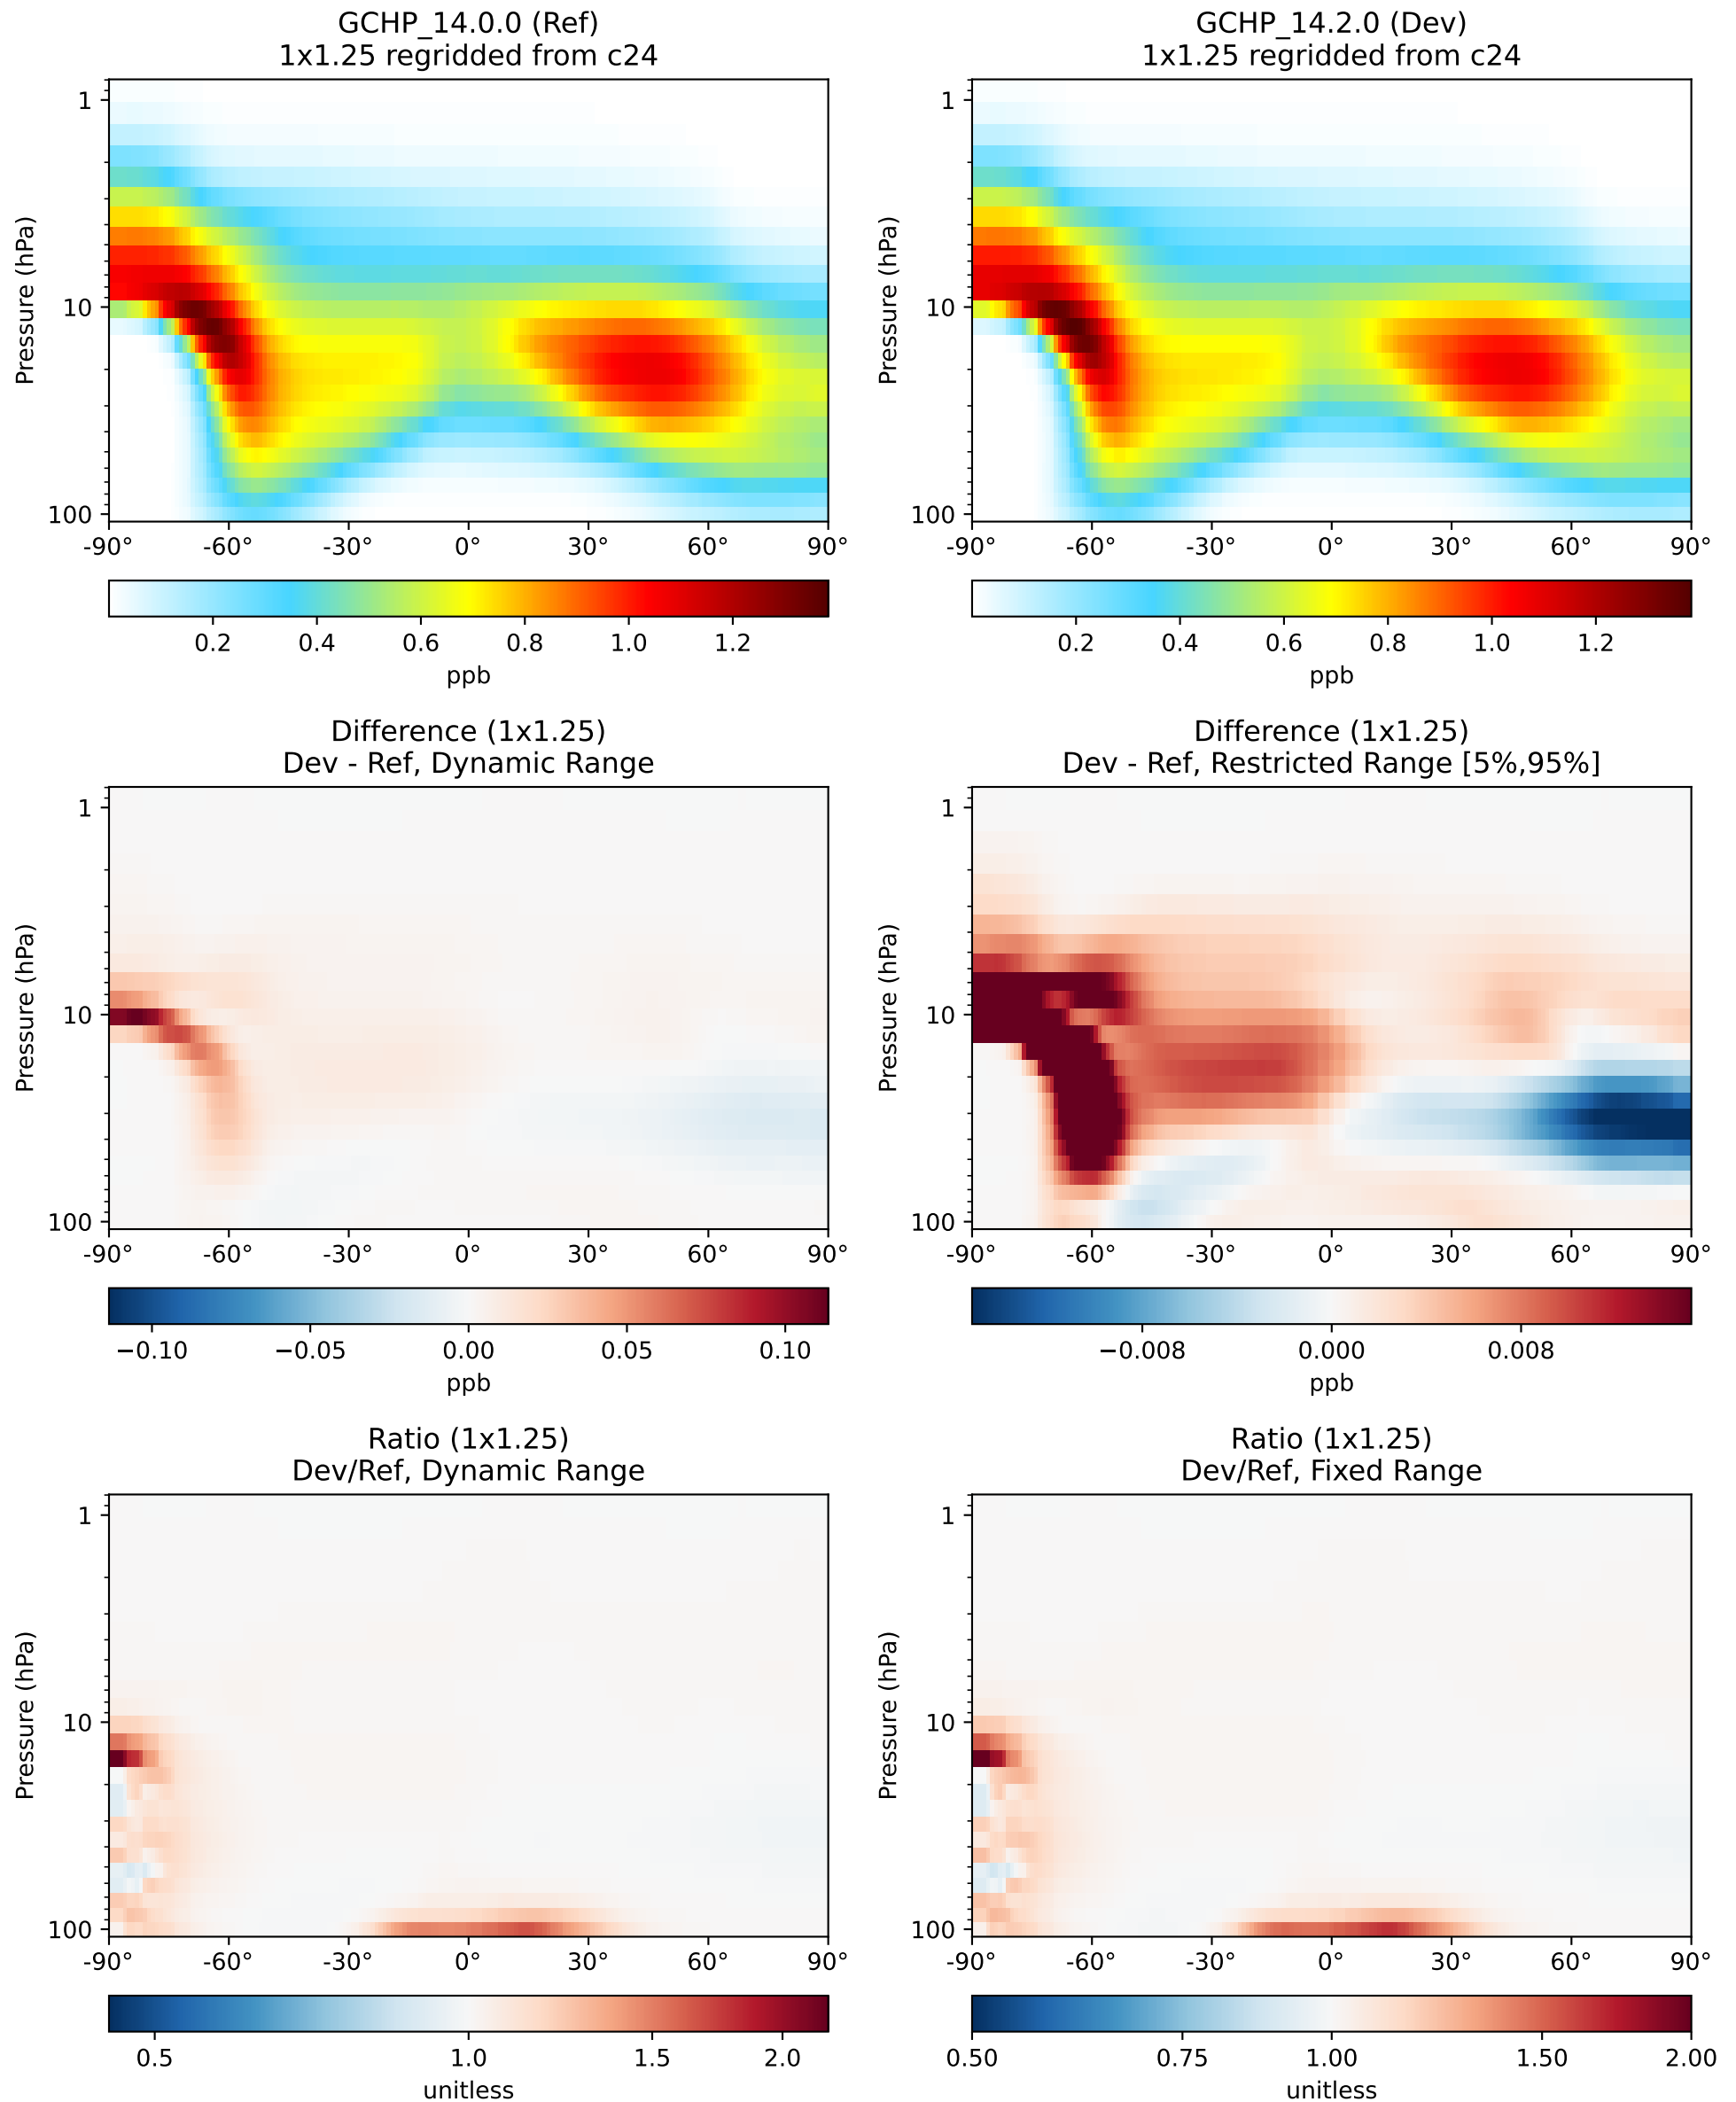 GCHP_14.0.0 (Ref)
1x1.25 regridded from c24
Pressure (hPa)
1
10
100
-90° -60° -30° 0° 30° 60° 90°
0.2 0.4 0.6 0.8 1.0 1.2
ppb
GCHP_14.2.0 (Dev)
1x1.25 regridded from c24
Pressure (hPa)
1
10
100
-90° -60° -30° 0° 30° 60° 90°
0.2 0.4 0.6 0.8 1.0 1.2
ppb
Difference (1x1.25)
Dev - Ref, Dynamic Range
Pressure (hPa)
1
10
100
-90° -60° -30° 0° 30° 60° 90°
−0.10 −0.05 0.00 0.05 0.10
ppb
Difference (1x1.25)
Dev - Ref, Restricted Range [5%,95%]
Pressure (hPa)
1
10
100
-90° -60° -30° 0° 30° 60° 90°
−0.008 0.000 0.008
ppb
Ratio (1x1.25)
Dev/Ref, Dynamic Range
Pressure (hPa)
1
10
100
-90° -60° -30° 0° 30° 60° 90°
0.5 1.0 1.5 2.0
unitless
Ratio (1x1.25)
Dev/Ref, Fixed Range
Pressure (hPa)
1
10
100
-90° -60° -30° 0° 30° 60° 90°
0.50 0.75 1.00 1.50 2.00
unitless